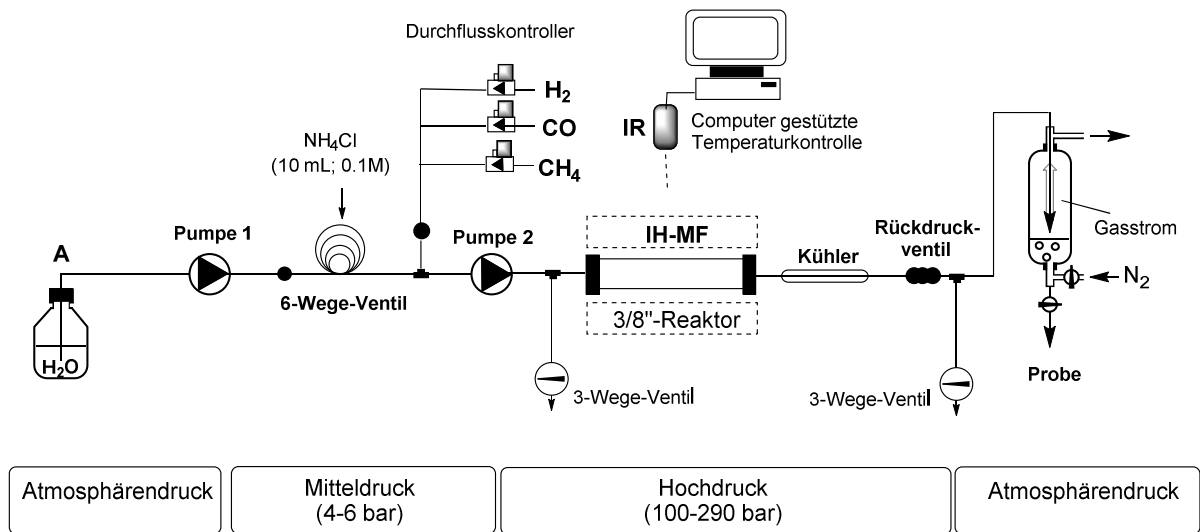 Durchflusskontroller
H₂
CO
CH₄
IR
Computer gestützte
Temperaturkontrolle
NH₄Cl
(10 mL; 0.1M)
A
Pumpe 1
6-Wege-Ventil
Pumpe 2
IH-MF
3/8"-Reaktor
Kühler
Rückdruck-
ventil
Gasstrom
N₂
H₂O
3-Wege-Ventil
3-Wege-Ventil
Probe
Atmosphärendruck
Mitteldruck
(4-6 bar)
Hochdruck
(100-290 bar)
Atmosphärendruck